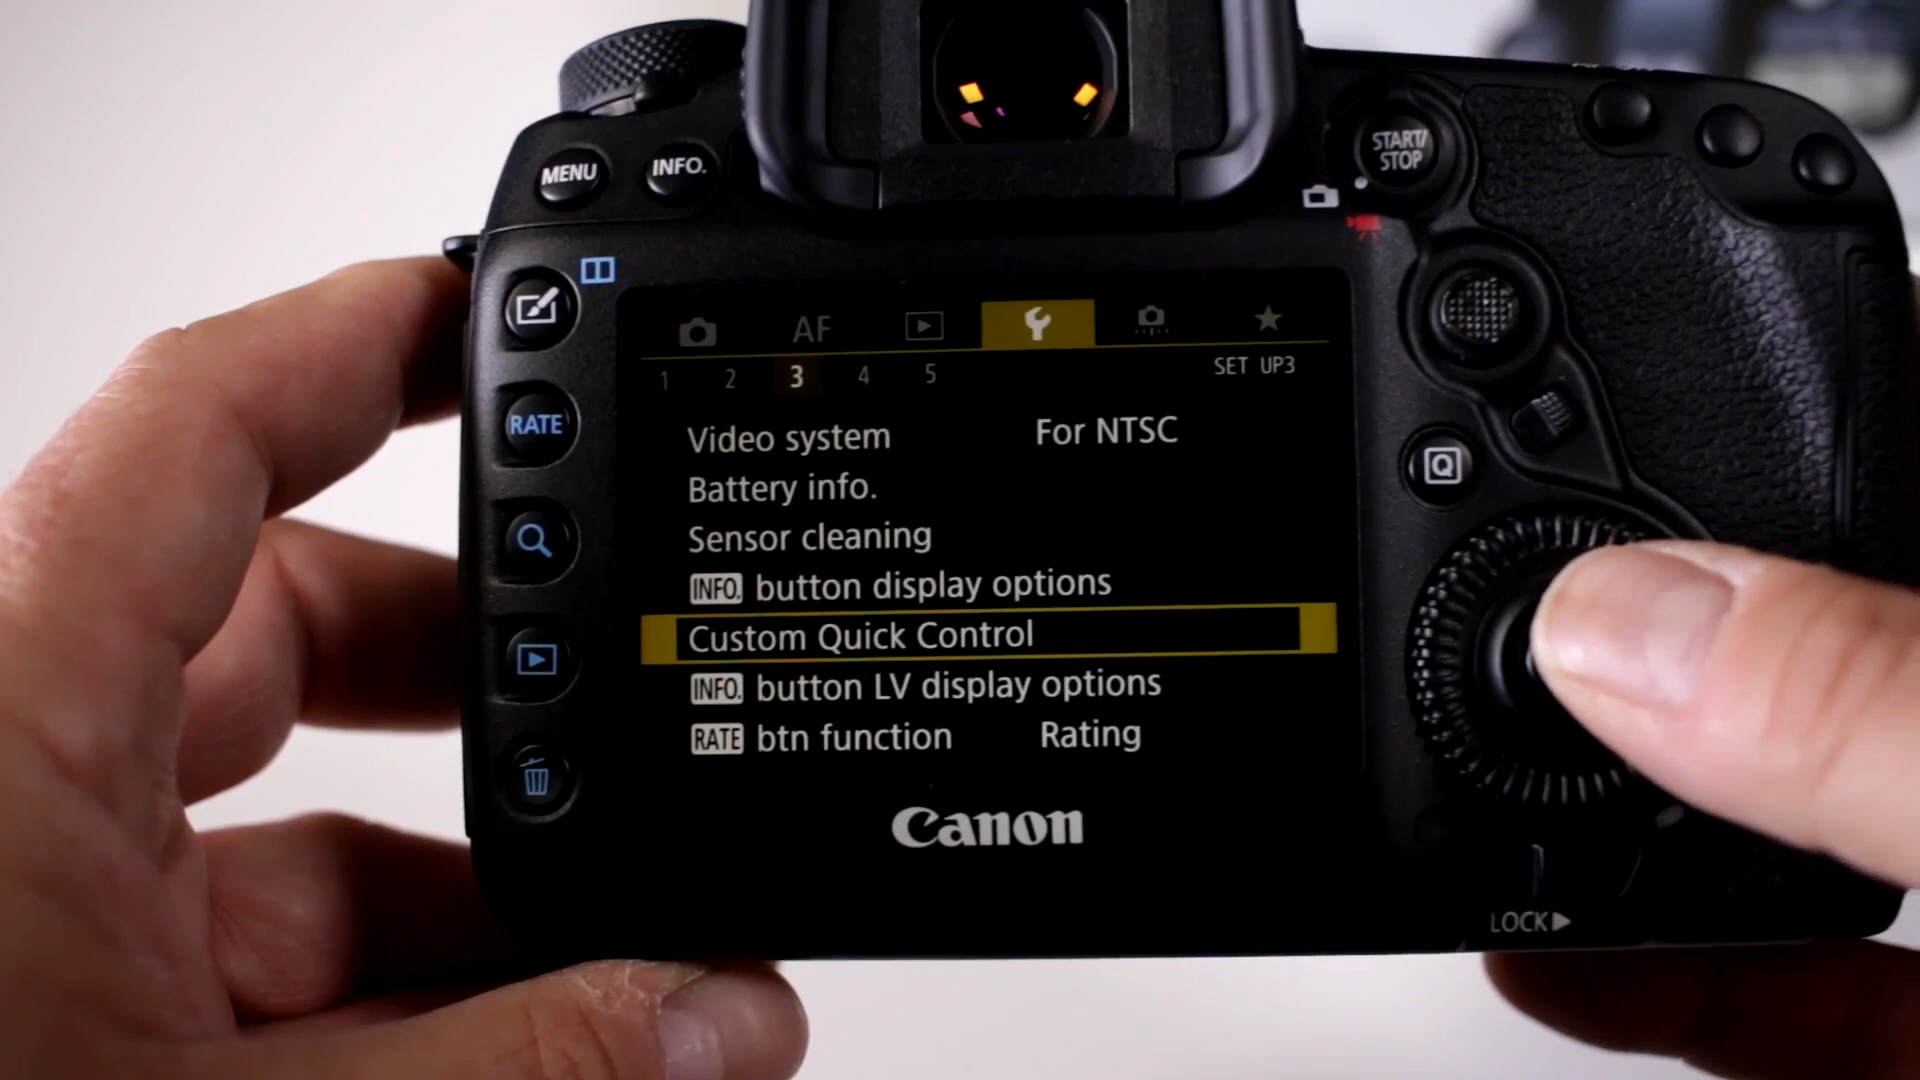 MENU
INFO.
START/
STOP
AF
1 2 3 4 5
SET UP3
RATE
Video system For NTSC
Battery info.
Sensor cleaning
INFO. button display options
Q
Custom Quick Control
INFO. button LV display options
RATE btn function Rating
Canon
LOCK